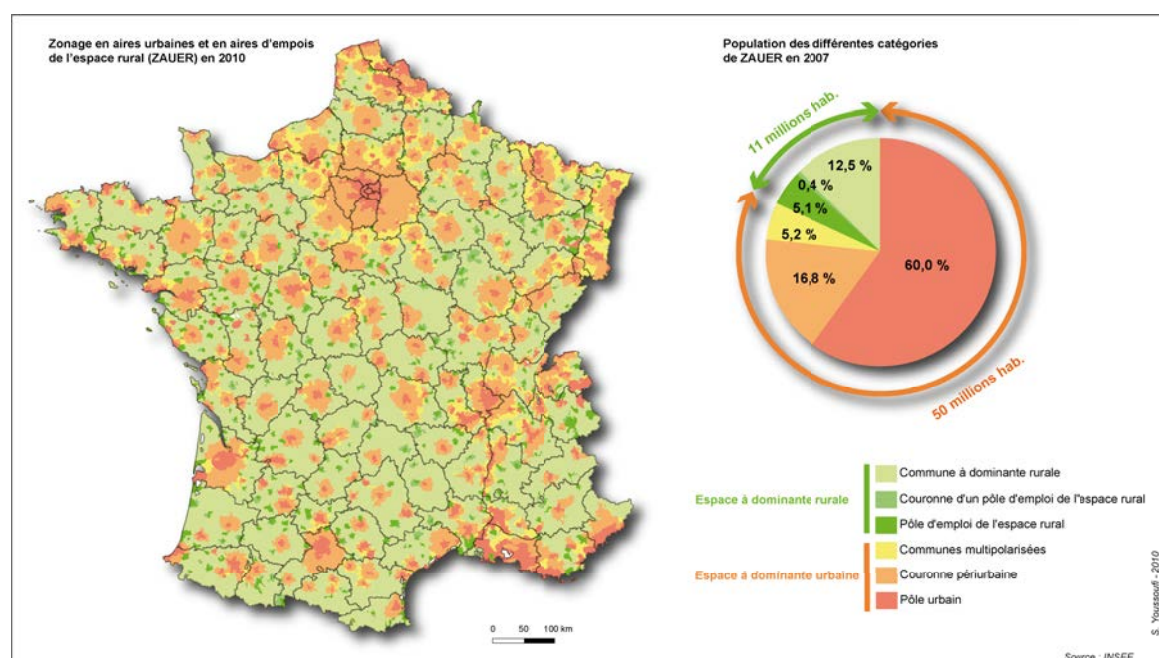 Zonage en aires urbaines et en aires d'empois
de l'espace rural (ZAUER) en 2010
Population des différentes catégories
de ZAUER en 2007
11 millions hab.
12,5 %
0,4 %
5,1 %
5,2 %
16,8 %
60,0 %
50 millions hab.
Espace à dominante rurale
Commune à dominante rurale
Couronne d'un pôle d'emploi de l'espace rural
Pôle d'emploi de l'espace rural
Espace à dominante urbaine
Communes multipolarisées
Couronne périurbaine
Pôle urbain
0 50 100 km
S. Youssoufi - 2010
Source : INSEE